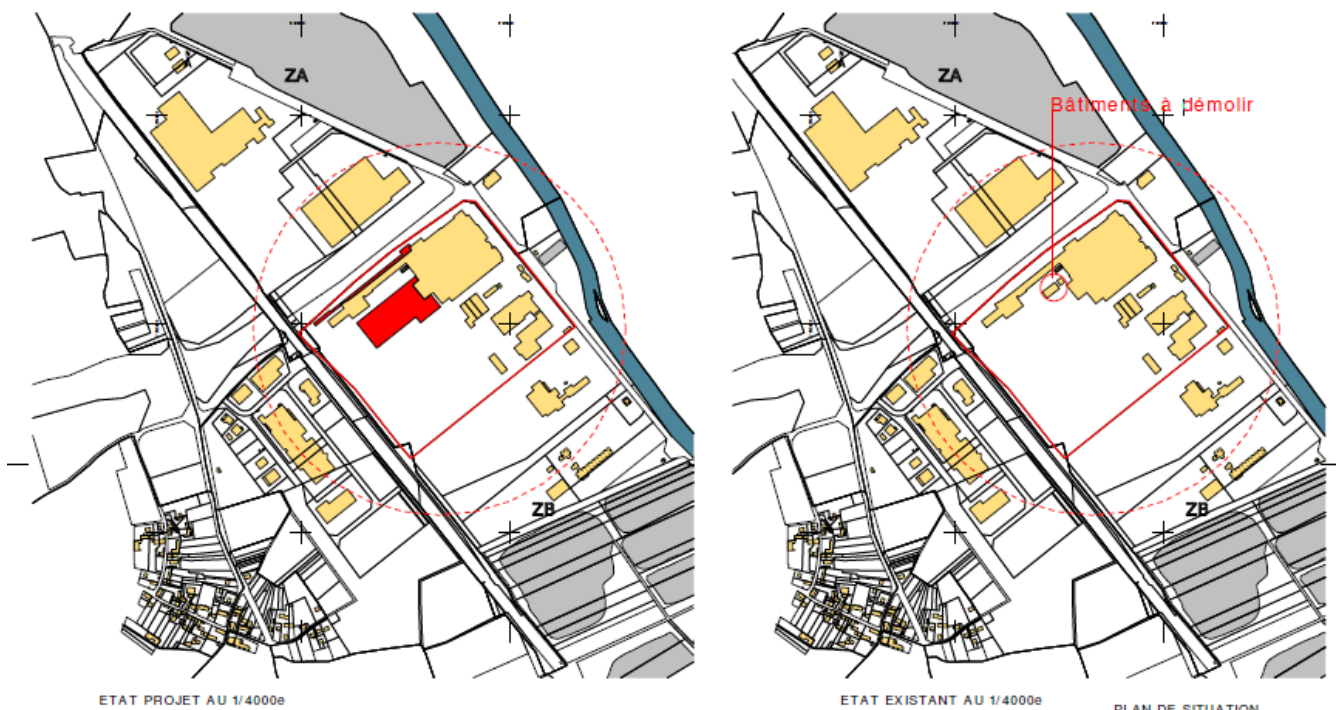 ZA
ZB
ETAT PROJET AU 1/4000e
ZA
Bâtiments à démolir
ZB
ETAT EXISTANT AU 1/4000e
PLAN DE SITUATION